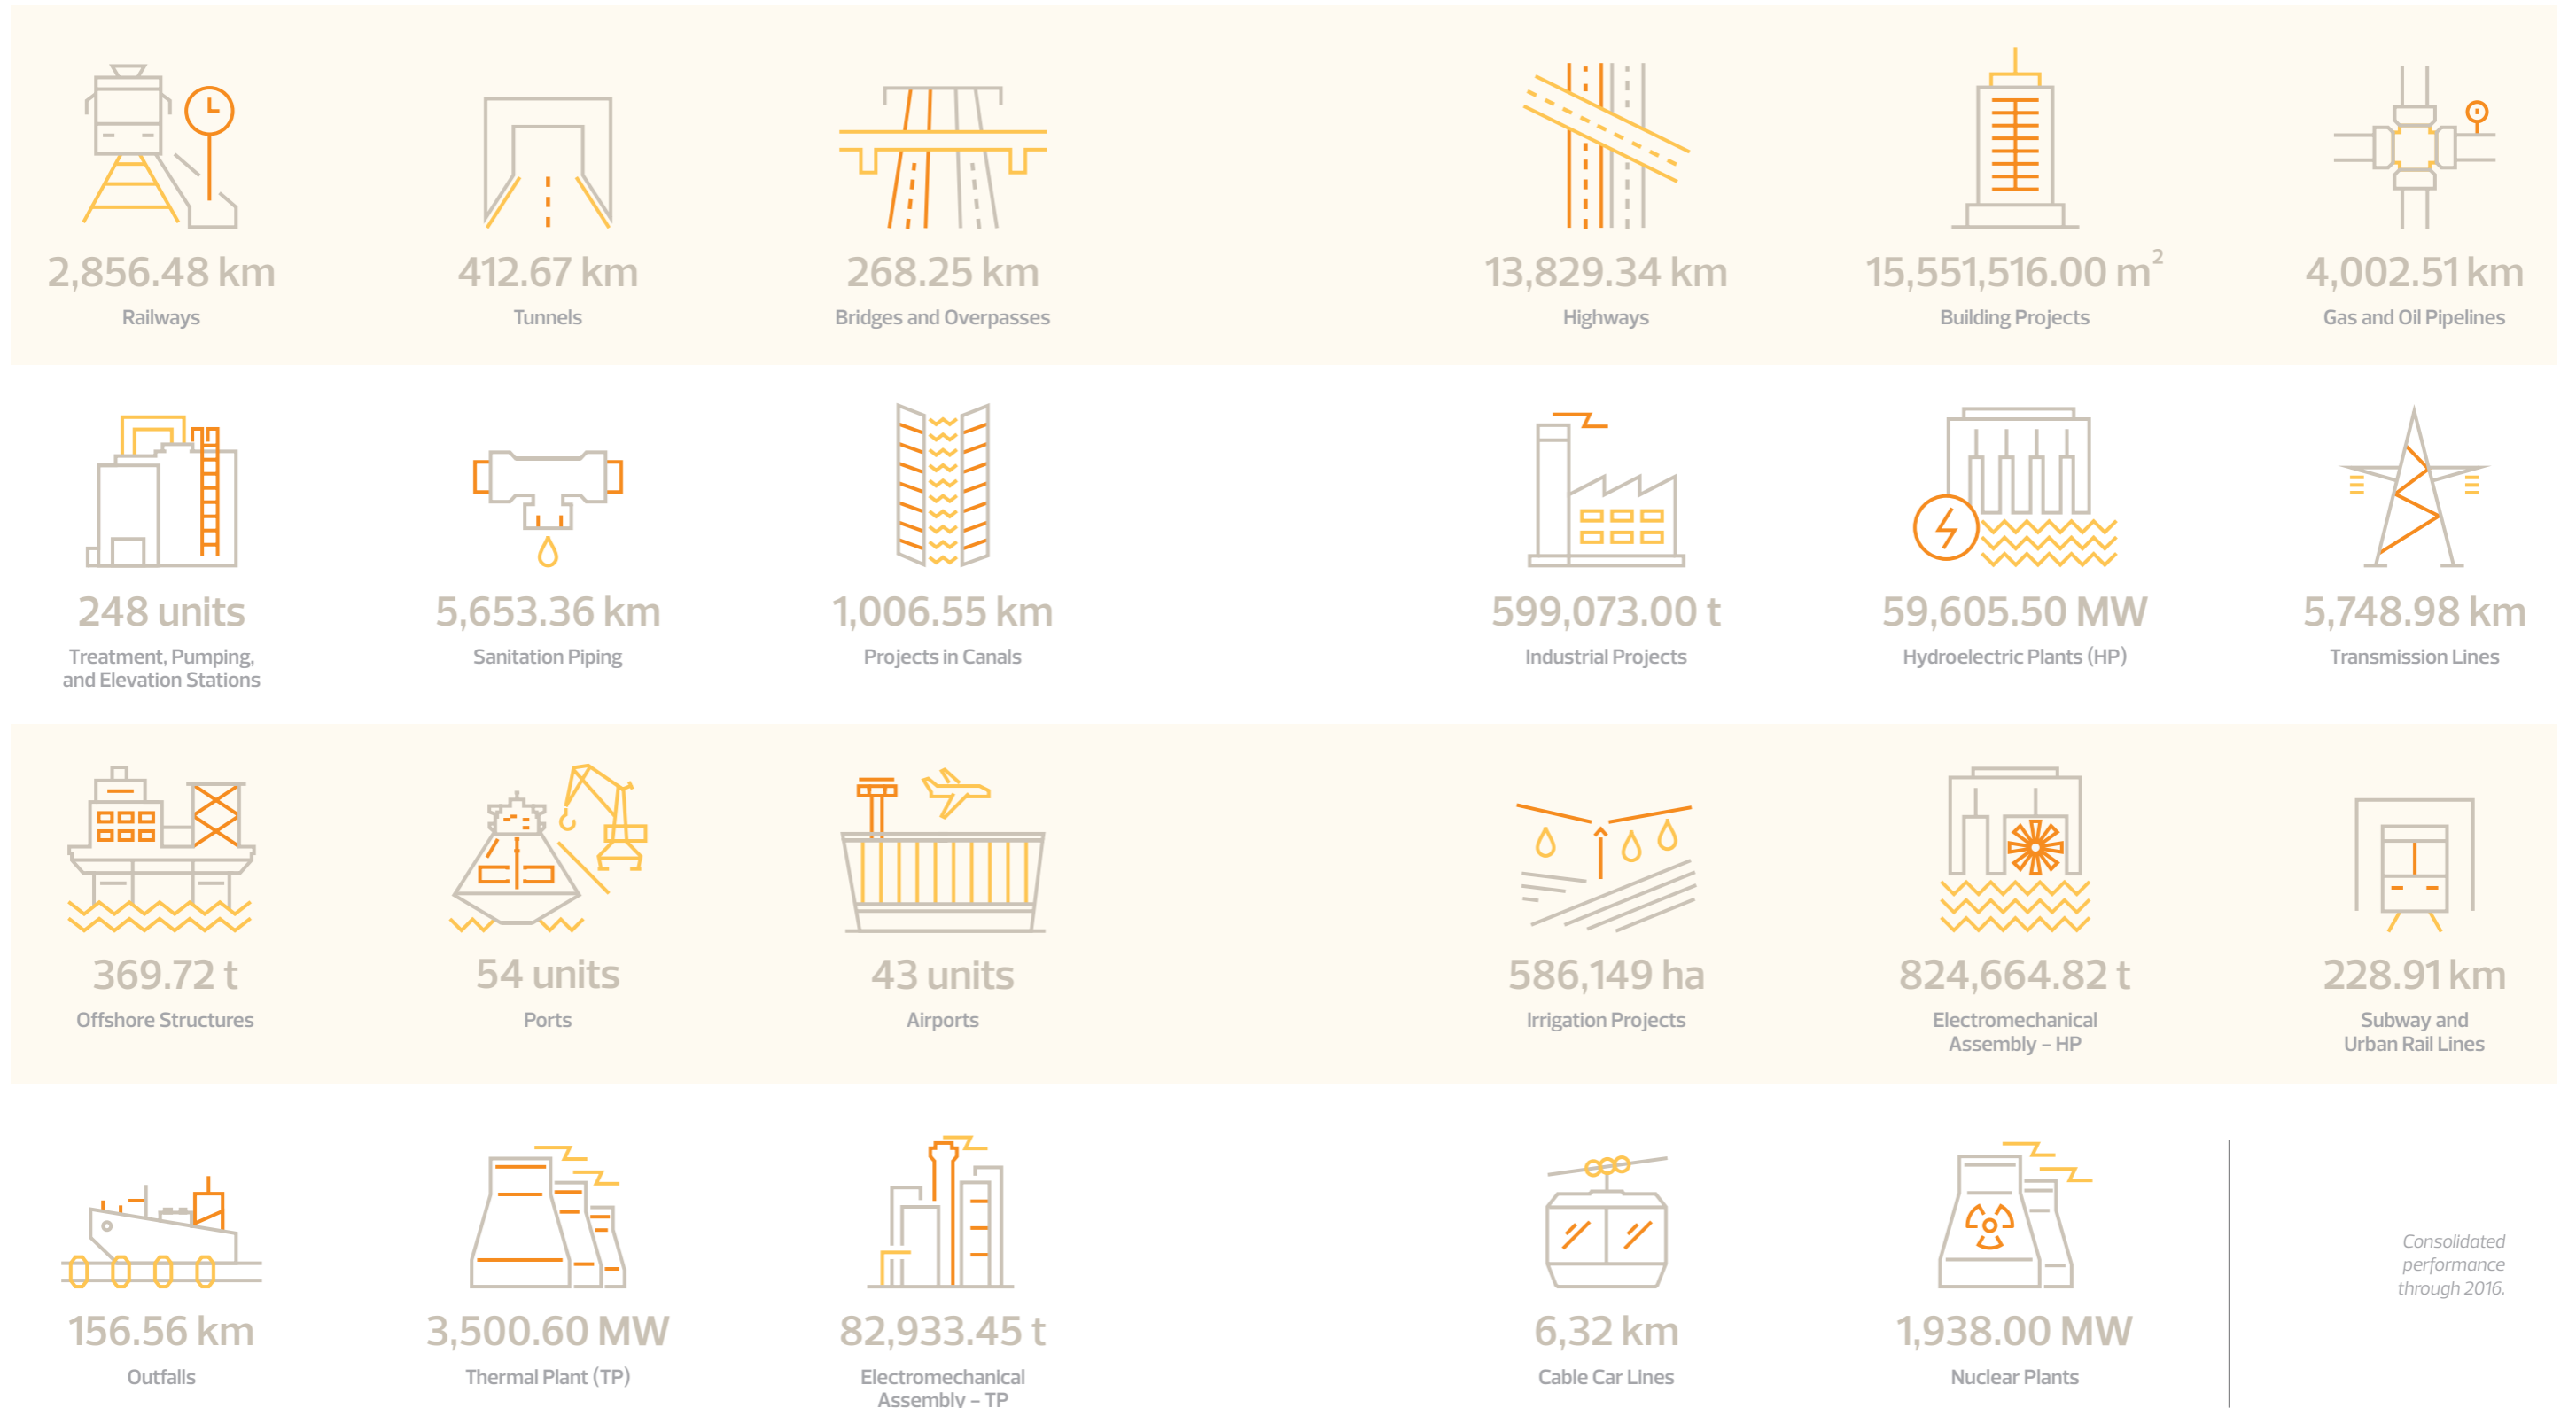 2,856.48 km
Railways
412.67 km
Tunnels
268.25 km
Bridges and Overpasses
13,829.34 km
Highways
15,551,516.00 m²
Building Projects
4,002.51 km
Gas and Oil Pipelines
248 units
Treatment, Pumping,
and Elevation Stations
5,653.36 km
Sanitation Piping
1,006.55 km
Projects in Canals
599,073.00 t
Industrial Projects
59,605.50 MW
Hydroelectric Plants (HP)
5,748.98 km
Transmission Lines
369.72 t
Offshore Structures
54 units
Ports
43 units
Airports
586,149 ha
Irrigation Projects
824,664.82 t
Electromechanical
Assembly – HP
228.91 km
Subway and
Urban Rail Lines
156.56 km
Outfalls
3,500.60 MW
Thermal Plant (TP)
82,933.45 t
Electromechanical
Assembly – TP
6,32 km
Cable Car Lines
1,938.00 MW
Nuclear Plants
Consolidated
performance
through 2016.